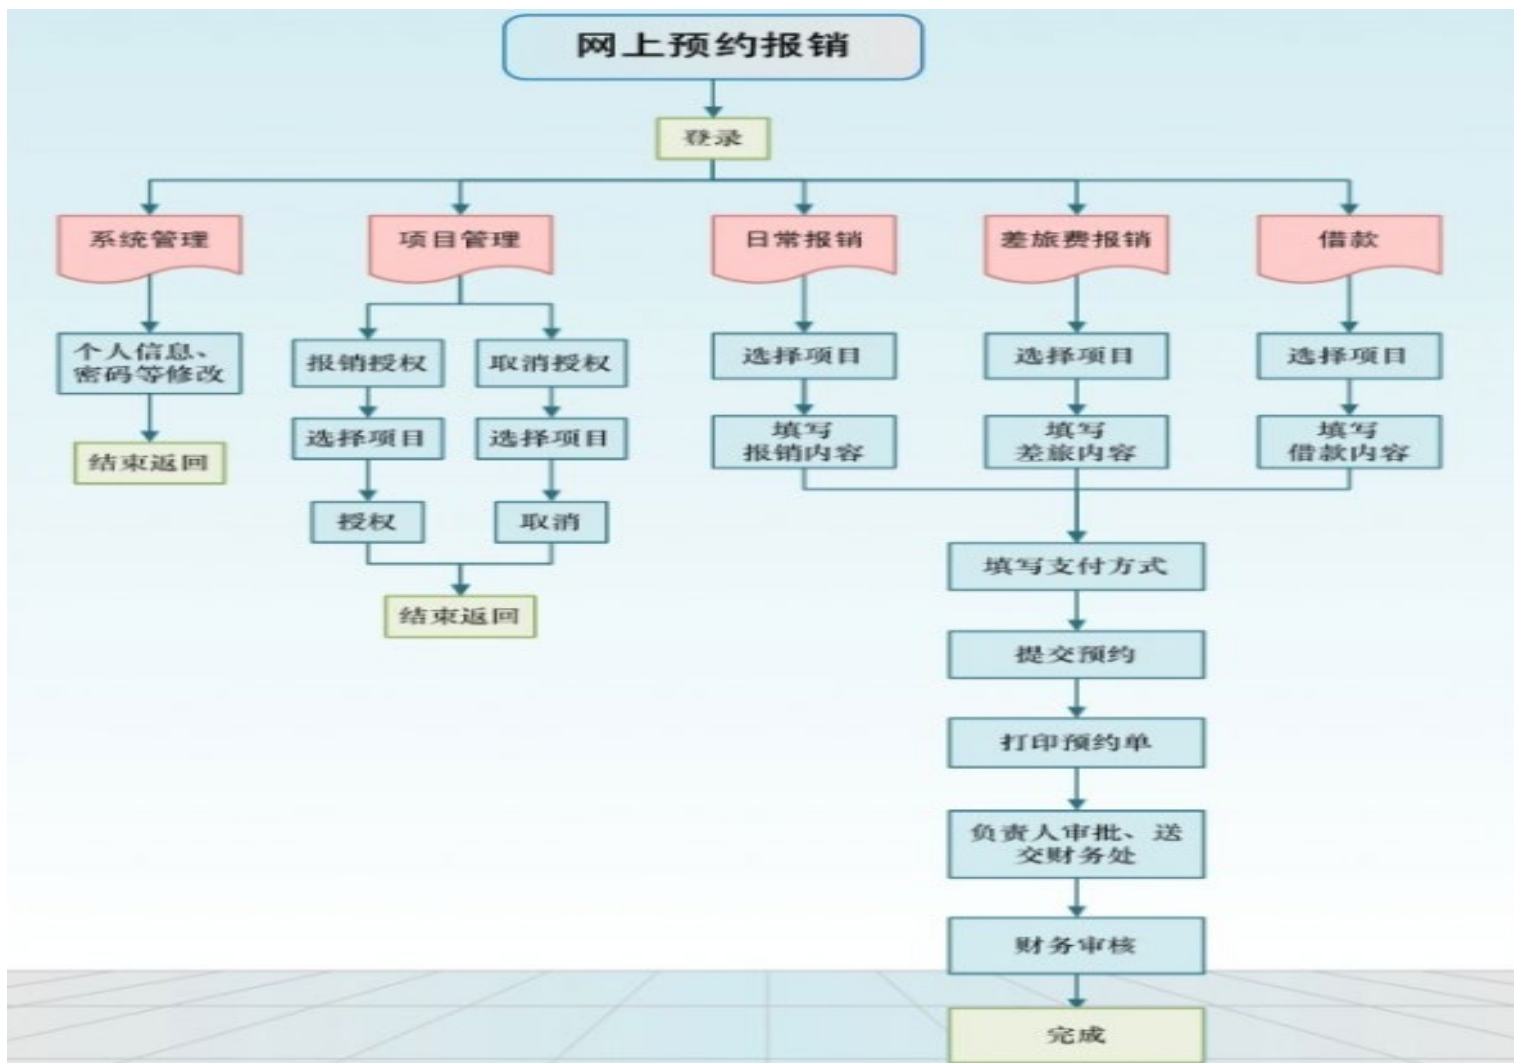 网上预约报销
登录
系统管理
项目管理
日常报销
差旅费报销
借款
个人信息、
密码等修改
结束返回
报销授权
取消授权
选择项目
选择项目
授权
取消
结束返回
选择项目
选择项目
选择项目
填写
报销内容
填写
差旅内容
填写
借款内容
填写支付方式
提交预约
打印预约单
负责人审批、送
交财务处
财务审核
完成